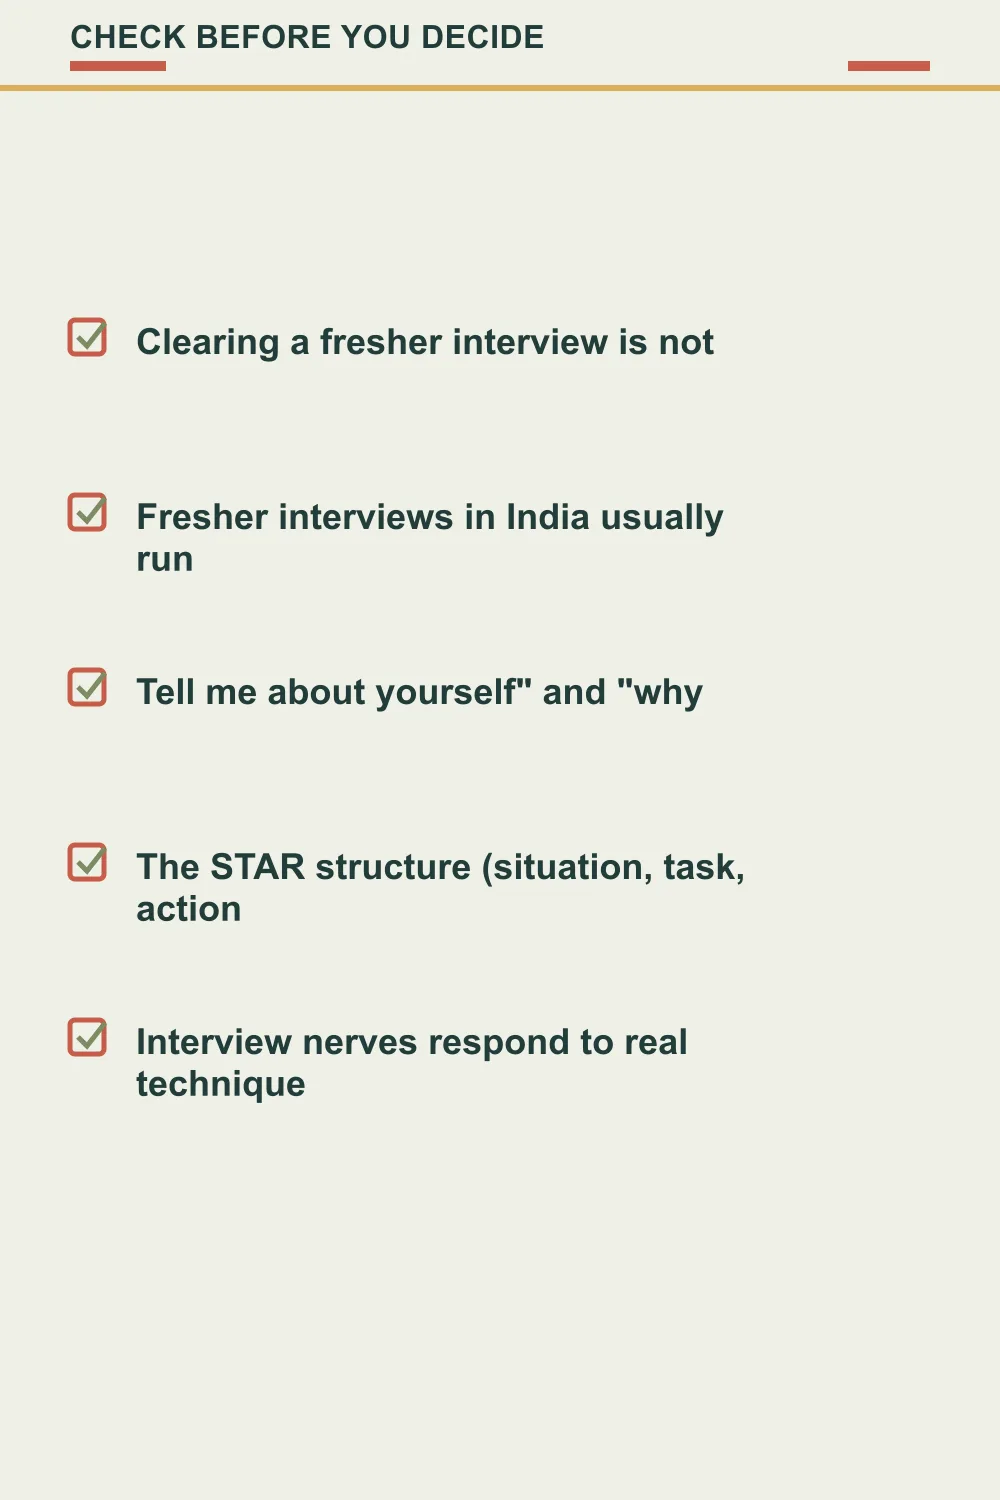 CHECK BEFORE YOU DECIDE
Clearing a fresher interview is not
Fresher interviews in India usually
run
Tell me about yourself" and "why
The STAR structure (situation, task,
action
Interview nerves respond to real
technique